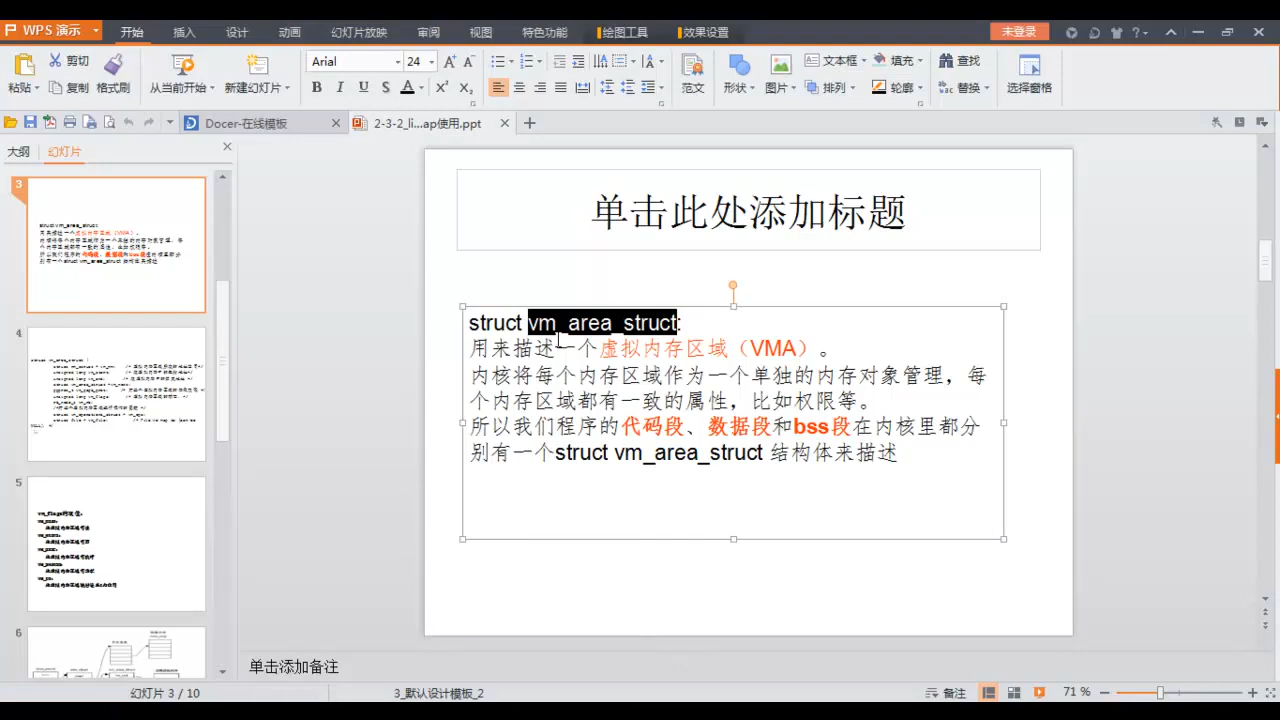 WPS 演示
开始 插入 设计 动画 幻灯片放映 审阅 视图 特色功能 绘图工具 效果设置 未登录
粘贴 剪切 复制 格式刷 从当前开始 新建幻灯片 Arial 24 B I U S A 范文 形状 图片 文本框 排列 填充 轮廓 查找 替换 选择窗格
Docer-在线模板 2-3-2_li...ap使用.ppt
大纲 幻灯片
3
4
5
6
单击此处添加标题
struct vm_area_struct:
用来描述一个虚拟内存区域（VMA）。
内核将每个内存区域作为一个单独的内存对象管理，每
个内存区域都有一致的属性，比如权限等。
所以我们程序的代码段、数据段和bss段在内核里都分
别有一个struct vm_area_struct 结构体来描述
单击添加备注
幻灯片 3 / 10 3_默认设计模板_2 备注 71 %